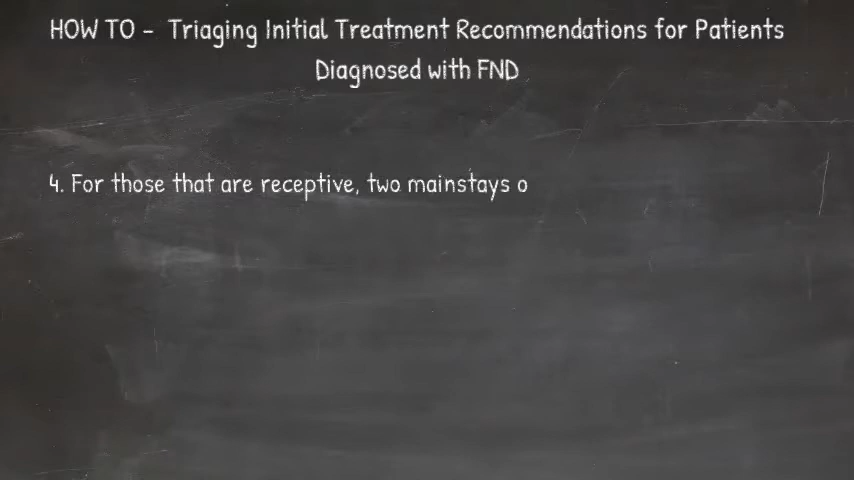 HOW TO - Triaging Initial Treatment Recommendations for Patients
Diagnosed with FND
4. For those that are receptive, two mainstays o